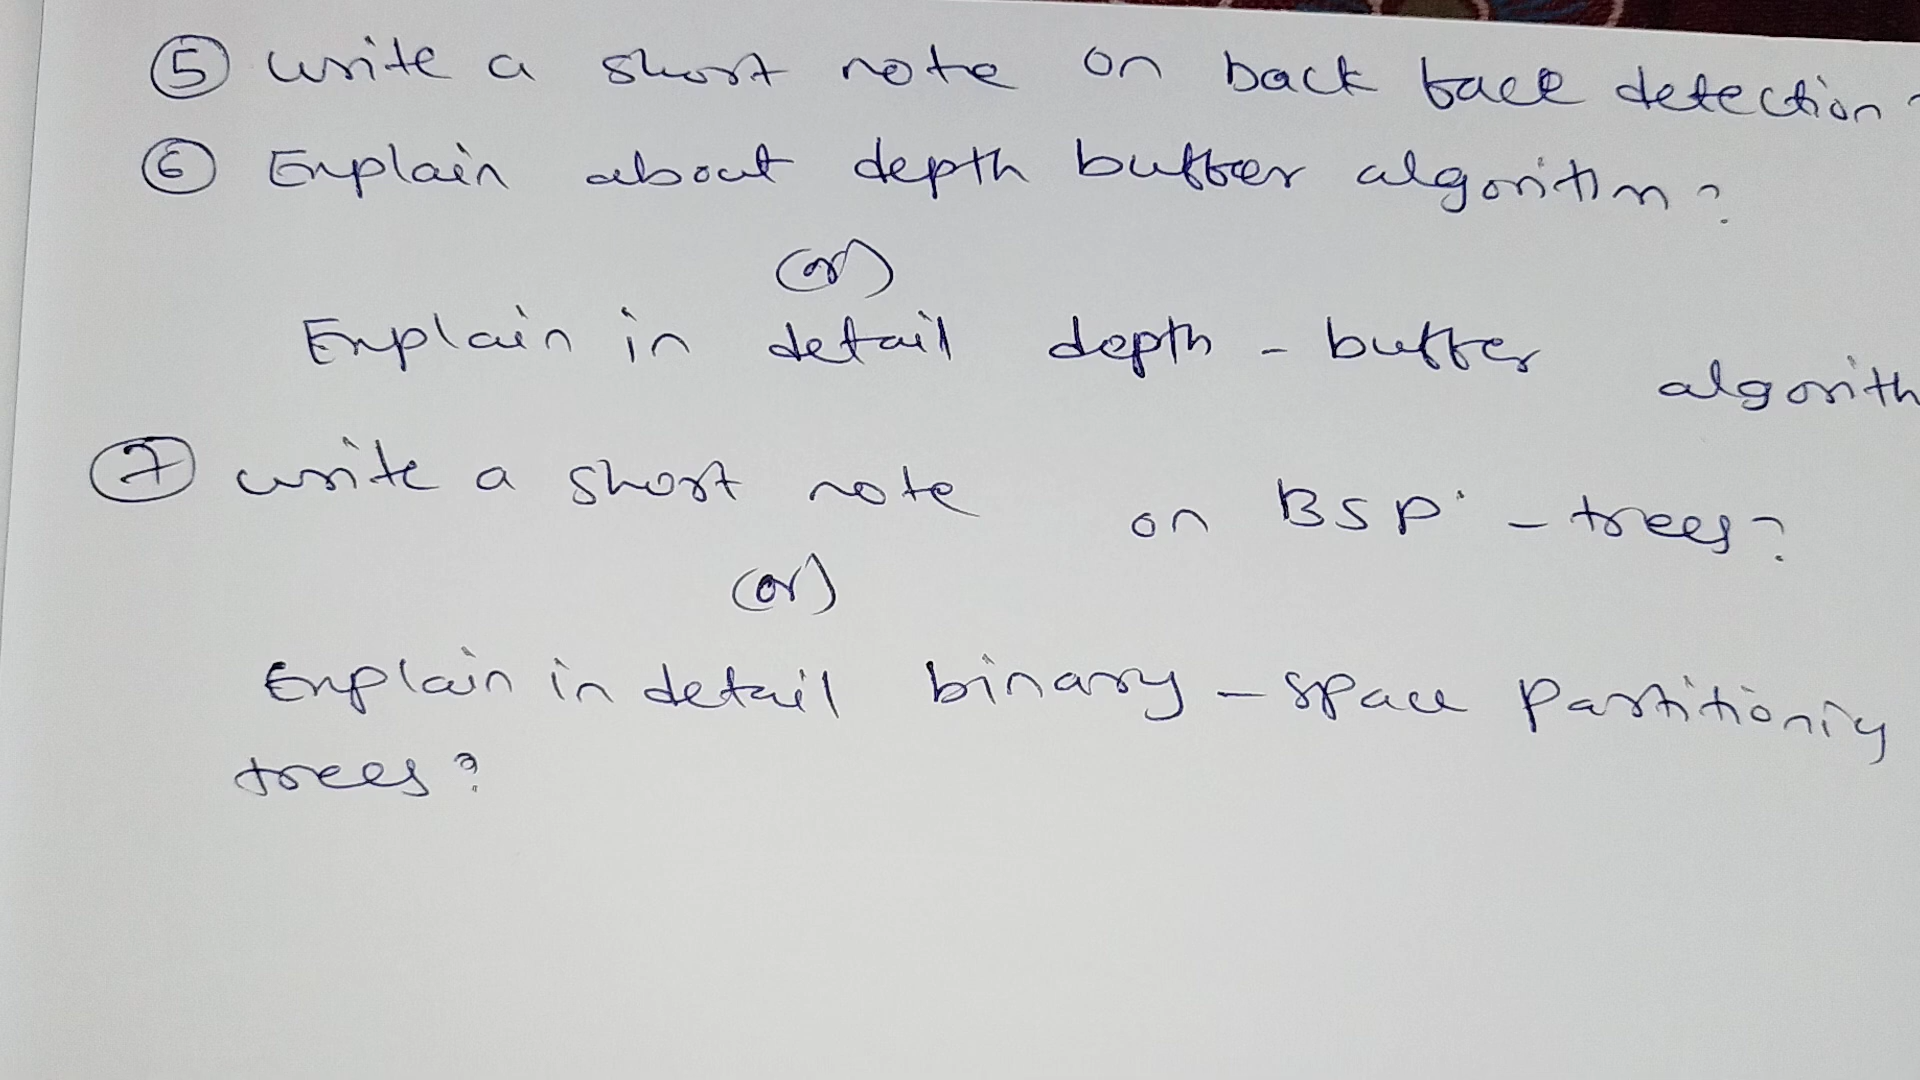 ⑤ write a short note on back face detection?
⑥ Explain about depth buffer algorithm?
(or)
Explain in detail depth - buffer algorith
⑦ write a short note on BSP - trees?
(or)
Explain in detail binary - space partitioning
trees?